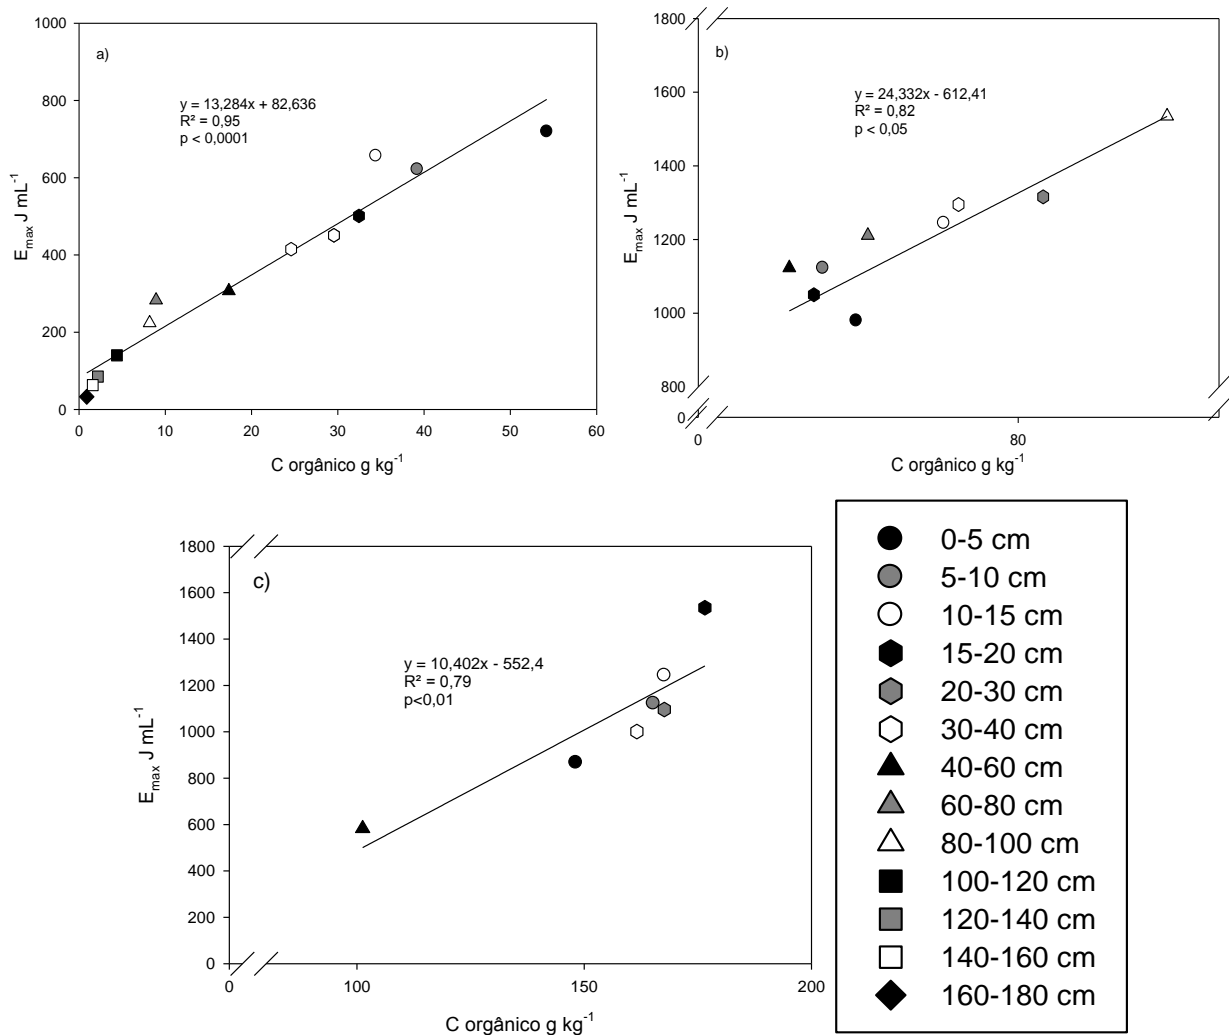 a)
y = 13,284x + 82,636
R² = 0,95
p < 0,0001
1000
800
600
400
200
0
E_max J mL⁻¹
0 10 20 30 40 50 60
C orgânico g kg⁻¹
b)
y = 24,332x - 612,41
R² = 0,82
p < 0,05
1800
1600
1400
1200
1000
800
0
E_max J mL⁻¹
0 80
C orgânico g kg⁻¹
c)
y = 10,402x - 552,4
R² = 0,79
p<0,01
1800
1600
1400
1200
1000
800
600
400
200
0
E_max J mL⁻¹
0 100 150 200
C orgânico g kg⁻¹
0-5 cm
5-10 cm
10-15 cm
15-20 cm
20-30 cm
30-40 cm
40-60 cm
60-80 cm
80-100 cm
100-120 cm
120-140 cm
140-160 cm
160-180 cm